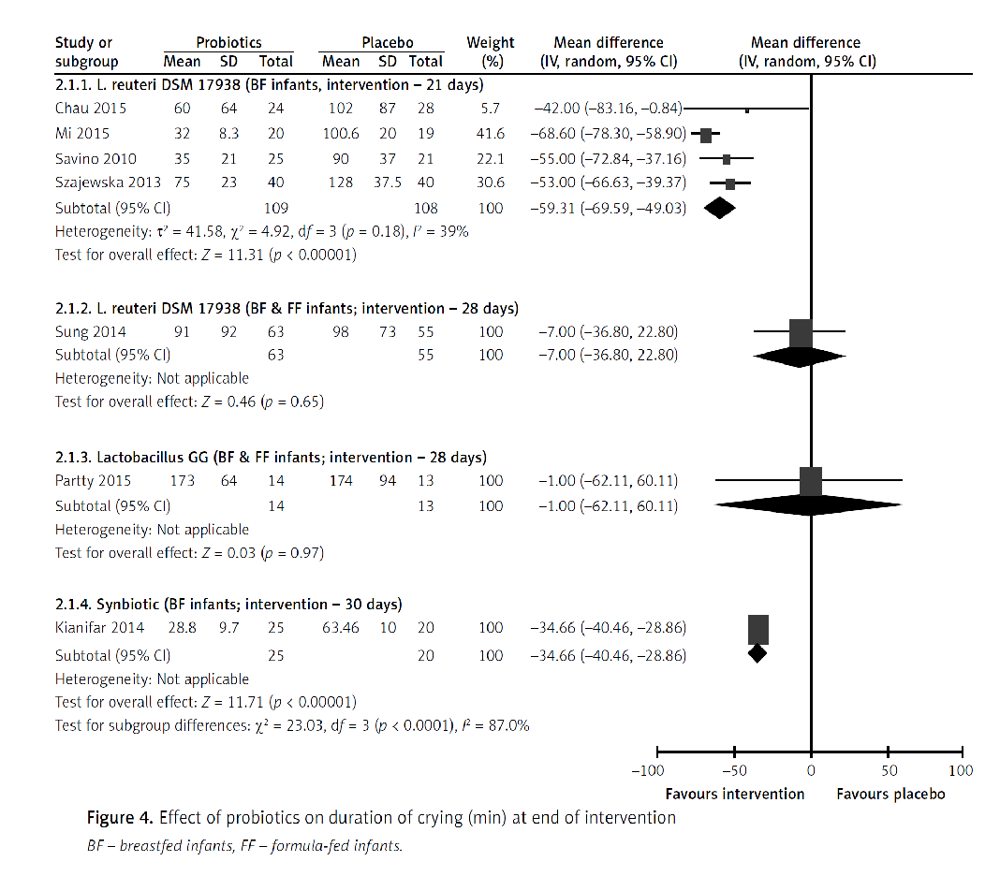 Study or Probiotics Placebo Weight Mean difference Mean difference
subgroup Mean SD Total Mean SD Total (%) (IV, random, 95% CI) (IV, random, 95% CI)
2.1.1. L. reuteri DSM 17938 (BF infants, intervention – 21 days)
Chau 2015 60 64 24 102 87 28 5.7 –42.00 (–83.16, –0.84)
Mi 2015 32 8.3 20 100.6 20 19 41.6 –68.60 (–78.30, –58.90)
Savino 2010 35 21 25 90 37 21 22.1 –55.00 (–72.84, –37.16)
Szajewska 2013 75 23 40 128 37.5 40 30.6 –53.00 (–66.63, –39.37)
Subtotal (95% CI) 109 108 100 –59.31 (–69.59, –49.03)
Heterogeneity: τ² = 41.58, χ² = 4.92, df = 3 (p = 0.18), I² = 39%
Test for overall effect: Z = 11.31 (p < 0.00001)
2.1.2. L. reuteri DSM 17938 (BF & FF infants; intervention – 28 days)
Sung 2014 91 92 63 98 73 55 100 –7.00 (–36.80, 22.80)
Subtotal (95% CI) 63 55 100 –7.00 (–36.80, 22.80)
Heterogeneity: Not applicable
Test for overall effect: Z = 0.46 (p = 0.65)
2.1.3. Lactobacillus GG (BF & FF infants; intervention – 28 days)
Partty 2015 173 64 14 174 94 13 100 –1.00 (–62.11, 60.11)
Subtotal (95% CI) 14 13 100 –1.00 (–62.11, 60.11)
Heterogeneity: Not applicable
Test for overall effect: Z = 0.03 (p = 0.97)
2.1.4. Synbiotic (BF infants; intervention – 30 days)
Kianifar 2014 28.8 9.7 25 63.46 10 20 100 –34.66 (–40.46, –28.86)
Subtotal (95% CI) 25 20 100 –34.66 (–40.46, –28.86)
Heterogeneity: Not applicable
Test for overall effect: Z = 11.71 (p < 0.00001)
Test for subgroup differences: χ² = 23.03, df = 3 (p < 0.0001), I² = 87.0%
–100 –50 0 50 100
Favours intervention Favours placebo
Figure 4. Effect of probiotics on duration of crying (min) at end of intervention
BF – breastfed infants, FF – formula-fed infants.